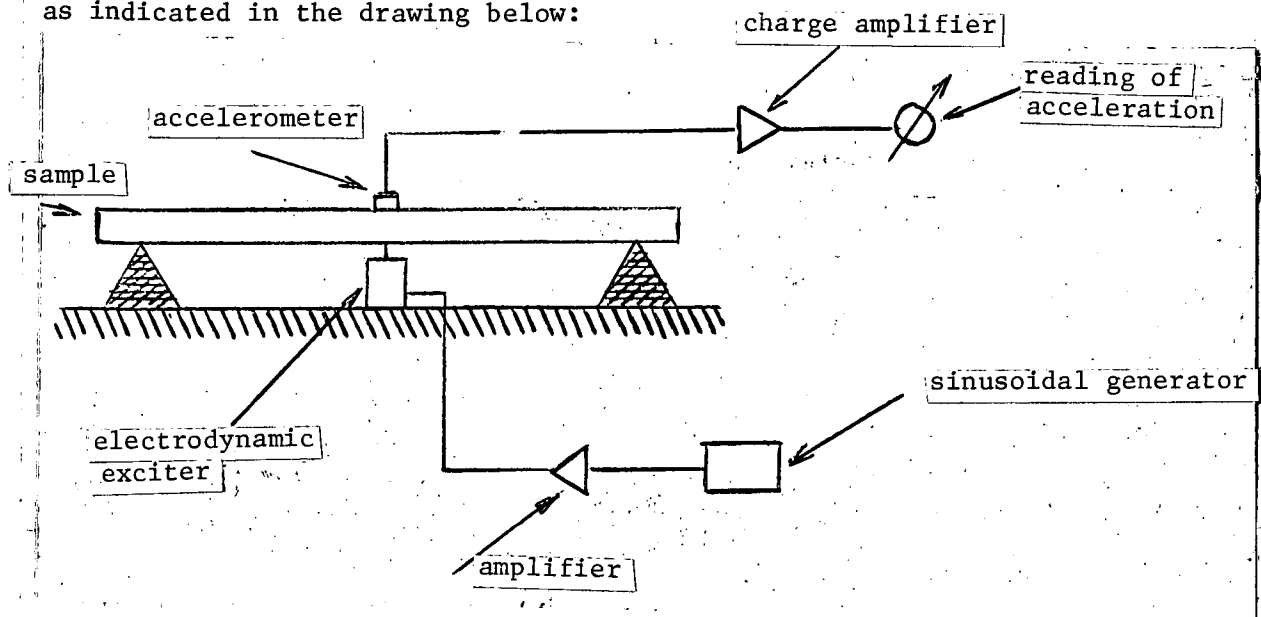 as indicated in the drawing below:
charge amplifier
reading of
acceleration
accelerometer
sample
sinusoidal generator
electrodynamic
exciter
amplifier